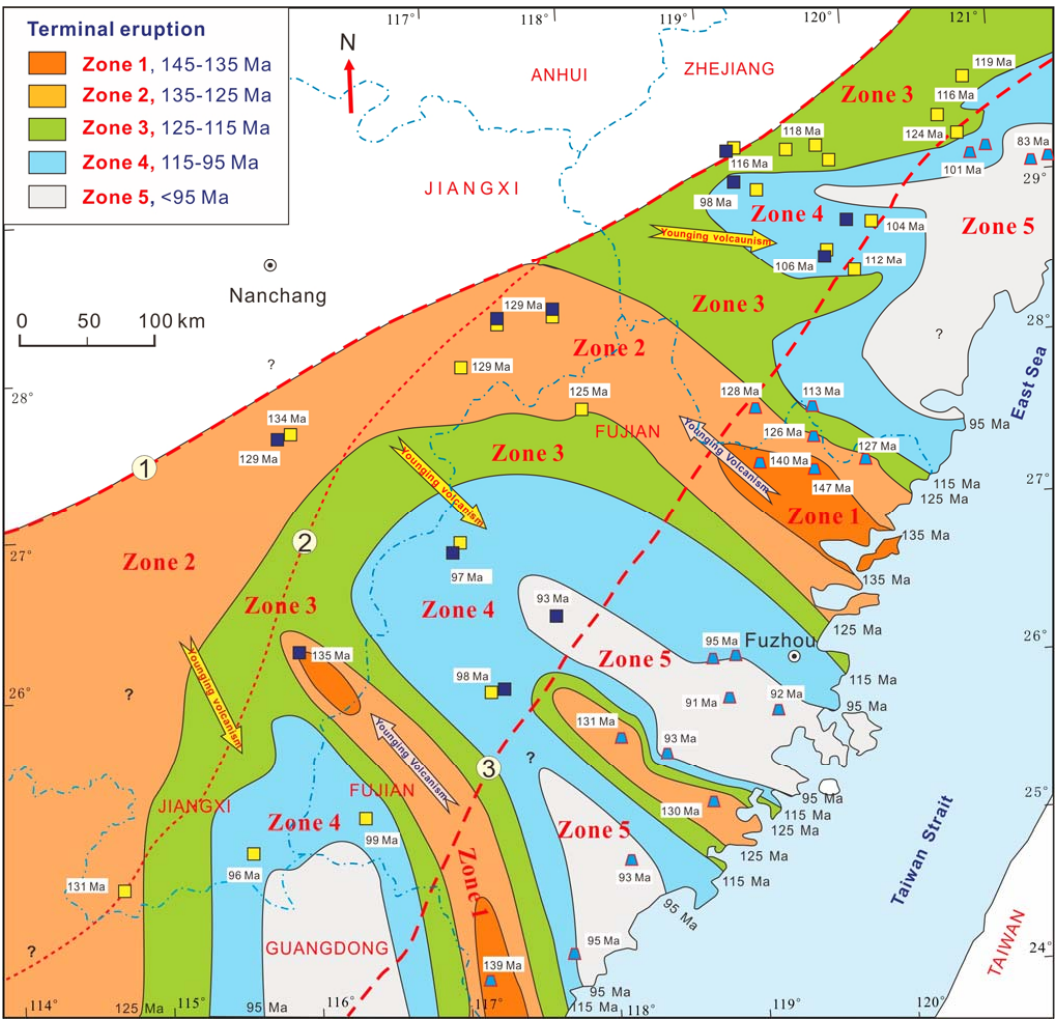 Terminal eruption
Zone 1, 145-135 Ma
Zone 2, 135-125 Ma
Zone 3, 125-115 Ma
Zone 4, 115-95 Ma
Zone 5, <95 Ma
117°
118°
119°
120°
121°
N
ANHUI
ZHEJIANG
Zone 3
119 Ma
116 Ma
118 Ma
124 Ma
83 Ma
116 Ma
101 Ma
29°
JIANGXI
98 Ma
Zone 4
104 Ma
Zone 5
Younging volcaunism
106 Ma
112 Ma
Nanchang
0 50 100 km
129 Ma
Zone 3
?
28°
?
Zone 2
129 Ma
East Sea
28°
125 Ma
128 Ma
113 Ma
134 Ma
FUJIAN
126 Ma
95 Ma
129 Ma
1
Zone 3
Younging volcanism
Younging Volcanism
127 Ma
140 Ma
147 Ma
115 Ma
125 Ma
27°
Zone 1
27°
2
135 Ma
Zone 2
97 Ma
135 Ma
Zone 3
Zone 4
93 Ma
125 Ma
95 Ma
Fuzhou
26°
135 Ma
Zone 5
115 Ma
26°
?
Younging volcanism
98 Ma
91 Ma
92 Ma
95 Ma
131 Ma
Younging Volcanism
93 Ma
?
3
JIANGXI
FUJIAN
95 Ma
25°
130 Ma
115 Ma
Zone 4
99 Ma
Zone 5
125 Ma
Taiwan Strait
125 Ma
96 Ma
93 Ma
115 Ma
131 Ma
Zone 1
95 Ma
?
GUANGDONG
95 Ma
TAIWAN
24°
139 Ma
95 Ma
114°
125 Ma
115°
95 Ma
116°
117°
115 Ma
118°
119°
120°